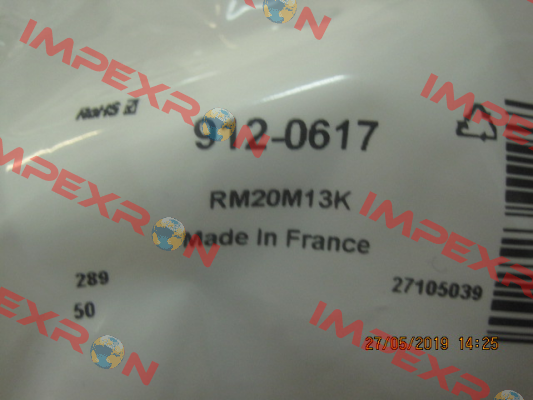 IMPEXRON
RoHS
912-0617
RM20M13K
Made In France
289
50
27105039
IMPEXRON
IMPEXRON
IMPEXRON
IMPEXRON
27/05/2019 14:25